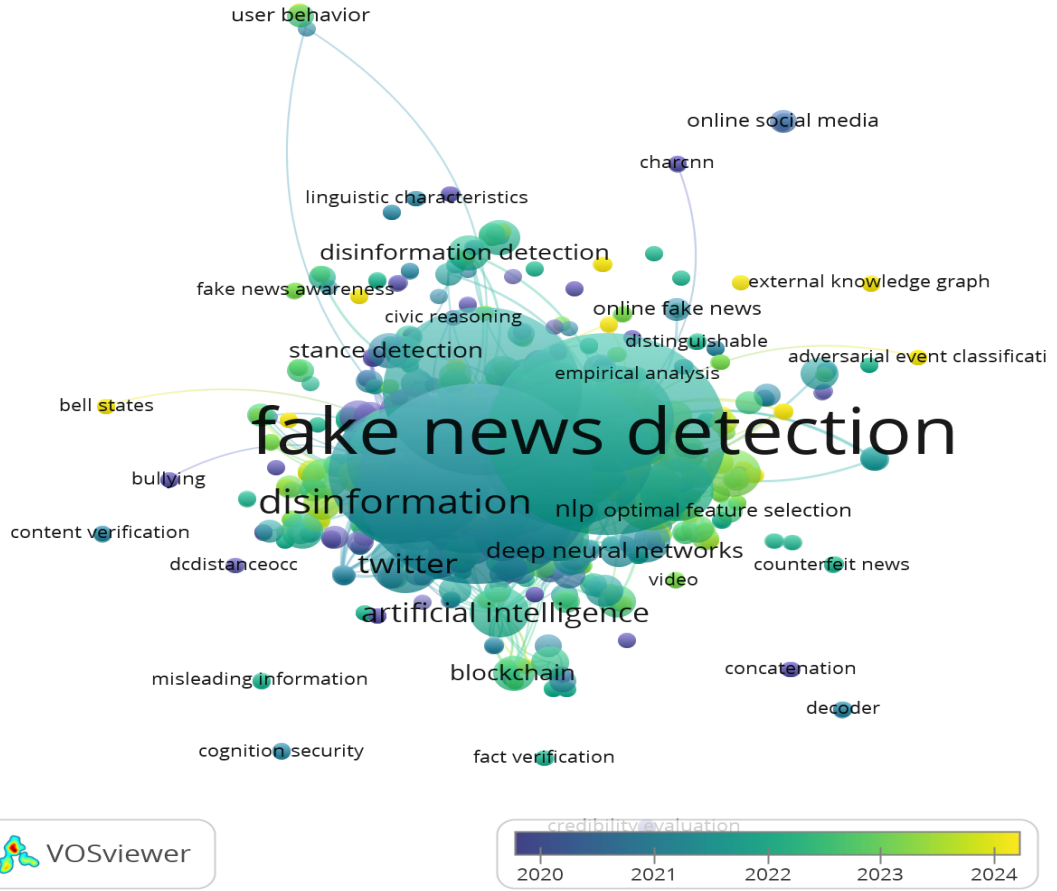 user behavior
online social media
charcnn
linguistic characteristics
disinformation detection
external knowledge graph
fake news awareness
online fake news
civic reasoning
distinguishable
stance detection
adversarial event classificati
empirical analysis
bell states
fake news detection
bullying
disinformation
nlp
optimal feature selection
content verification
deep neural networks
dcdistanceocc
twitter
counterfeit news
video
artificial intelligence
concatenation
blockchain
misleading information
decoder
cognition security
fact verification
credibility evaluation
VOSviewer
2020
2021
2022
2023
2024